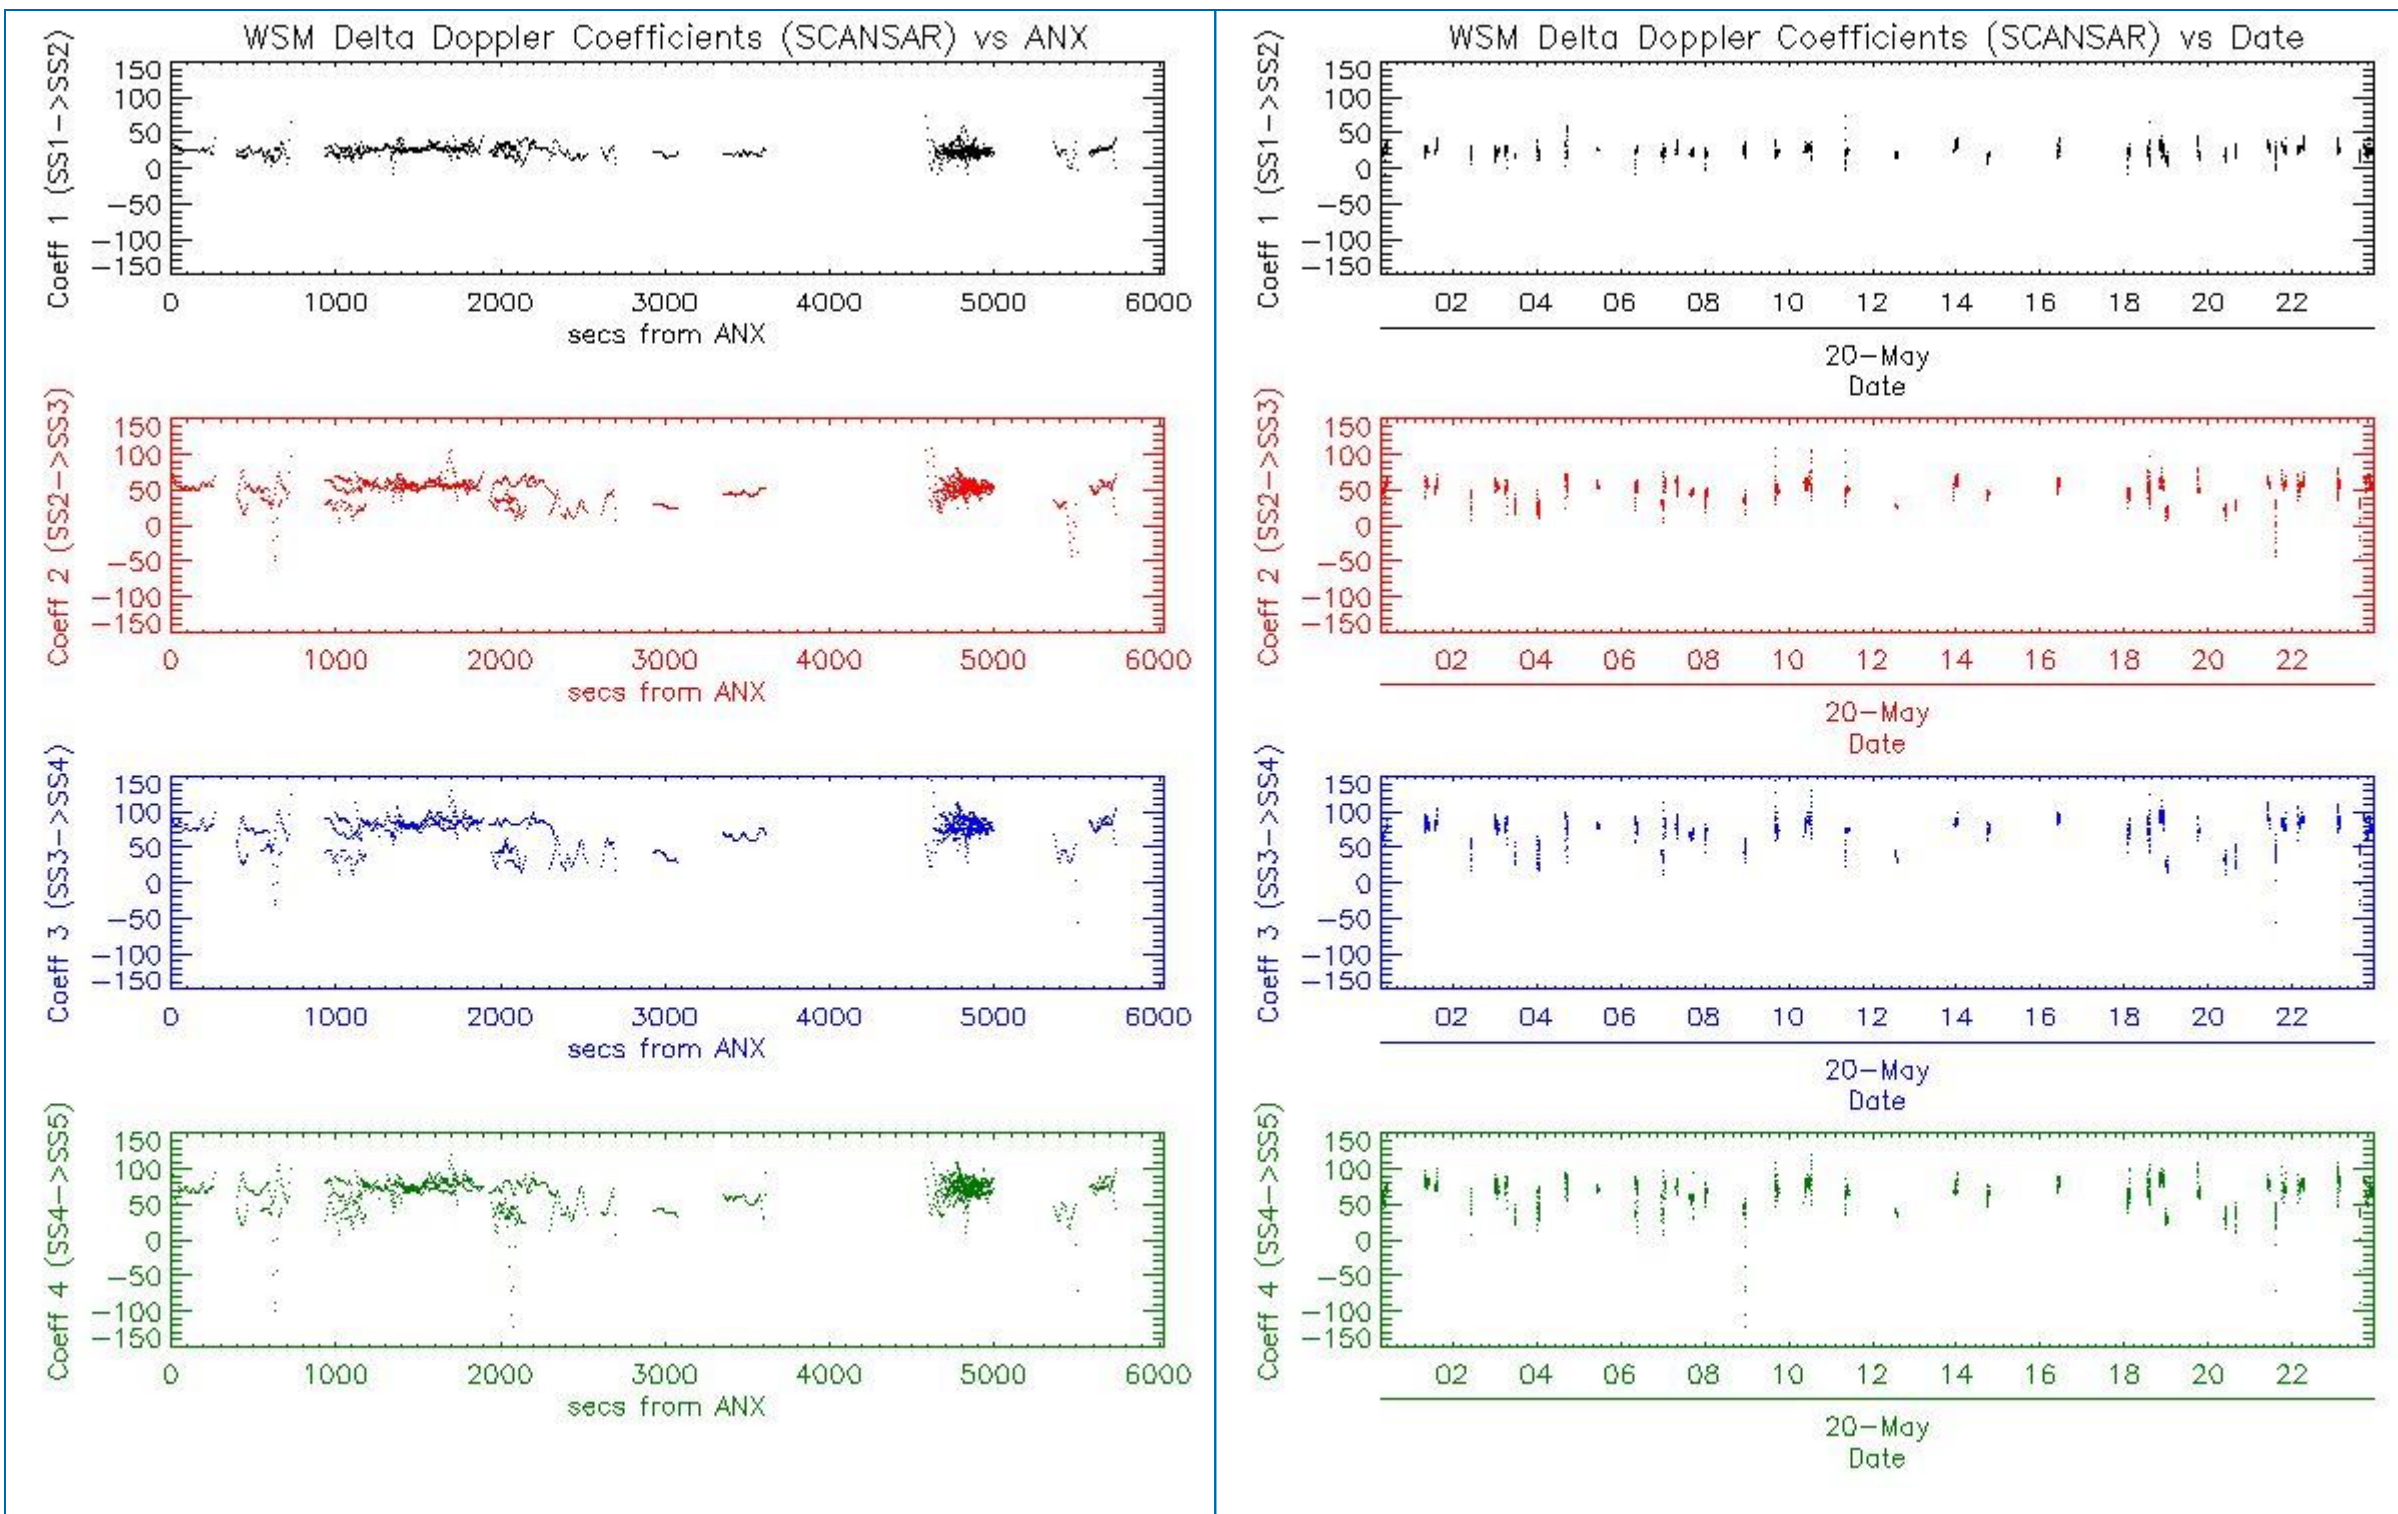 WSM Delta Doppler Coefficients (SCANSAR) vs ANX
Coeff 1 (SS1->SS2)
150
100
50
0
-50
-100
-150
0 1000 2000 3000 4000 5000 6000
secs from ANX
Coeff 2 (SS2->SS3)
150
100
50
0
-50
-100
-150
0 1000 2000 3000 4000 5000 6000
secs from ANX
Coeff 3 (SS3->SS4)
150
100
50
0
-50
-100
-150
0 1000 2000 3000 4000 5000 6000
secs from ANX
Coeff 4 (SS4->SS5)
150
100
50
0
-50
-100
-150
0 1000 2000 3000 4000 5000 6000
secs from ANX
WSM Delta Doppler Coefficients (SCANSAR) vs Date
Coeff 1 (SS1->SS2)
150
100
50
0
-50
-100
-150
02 04 06 08 10 12 14 16 18 20 22
20-May
Date
Coeff 2 (SS2->SS3)
150
100
50
0
-50
-100
-150
02 04 06 08 10 12 14 16 18 20 22
20-May
Date
Coeff 3 (SS3->SS4)
150
100
50
0
-50
-100
-150
02 04 06 08 10 12 14 16 18 20 22
20-May
Date
Coeff 4 (SS4->SS5)
150
100
50
0
-50
-100
-150
02 04 06 08 10 12 14 16 18 20 22
20-May
Date